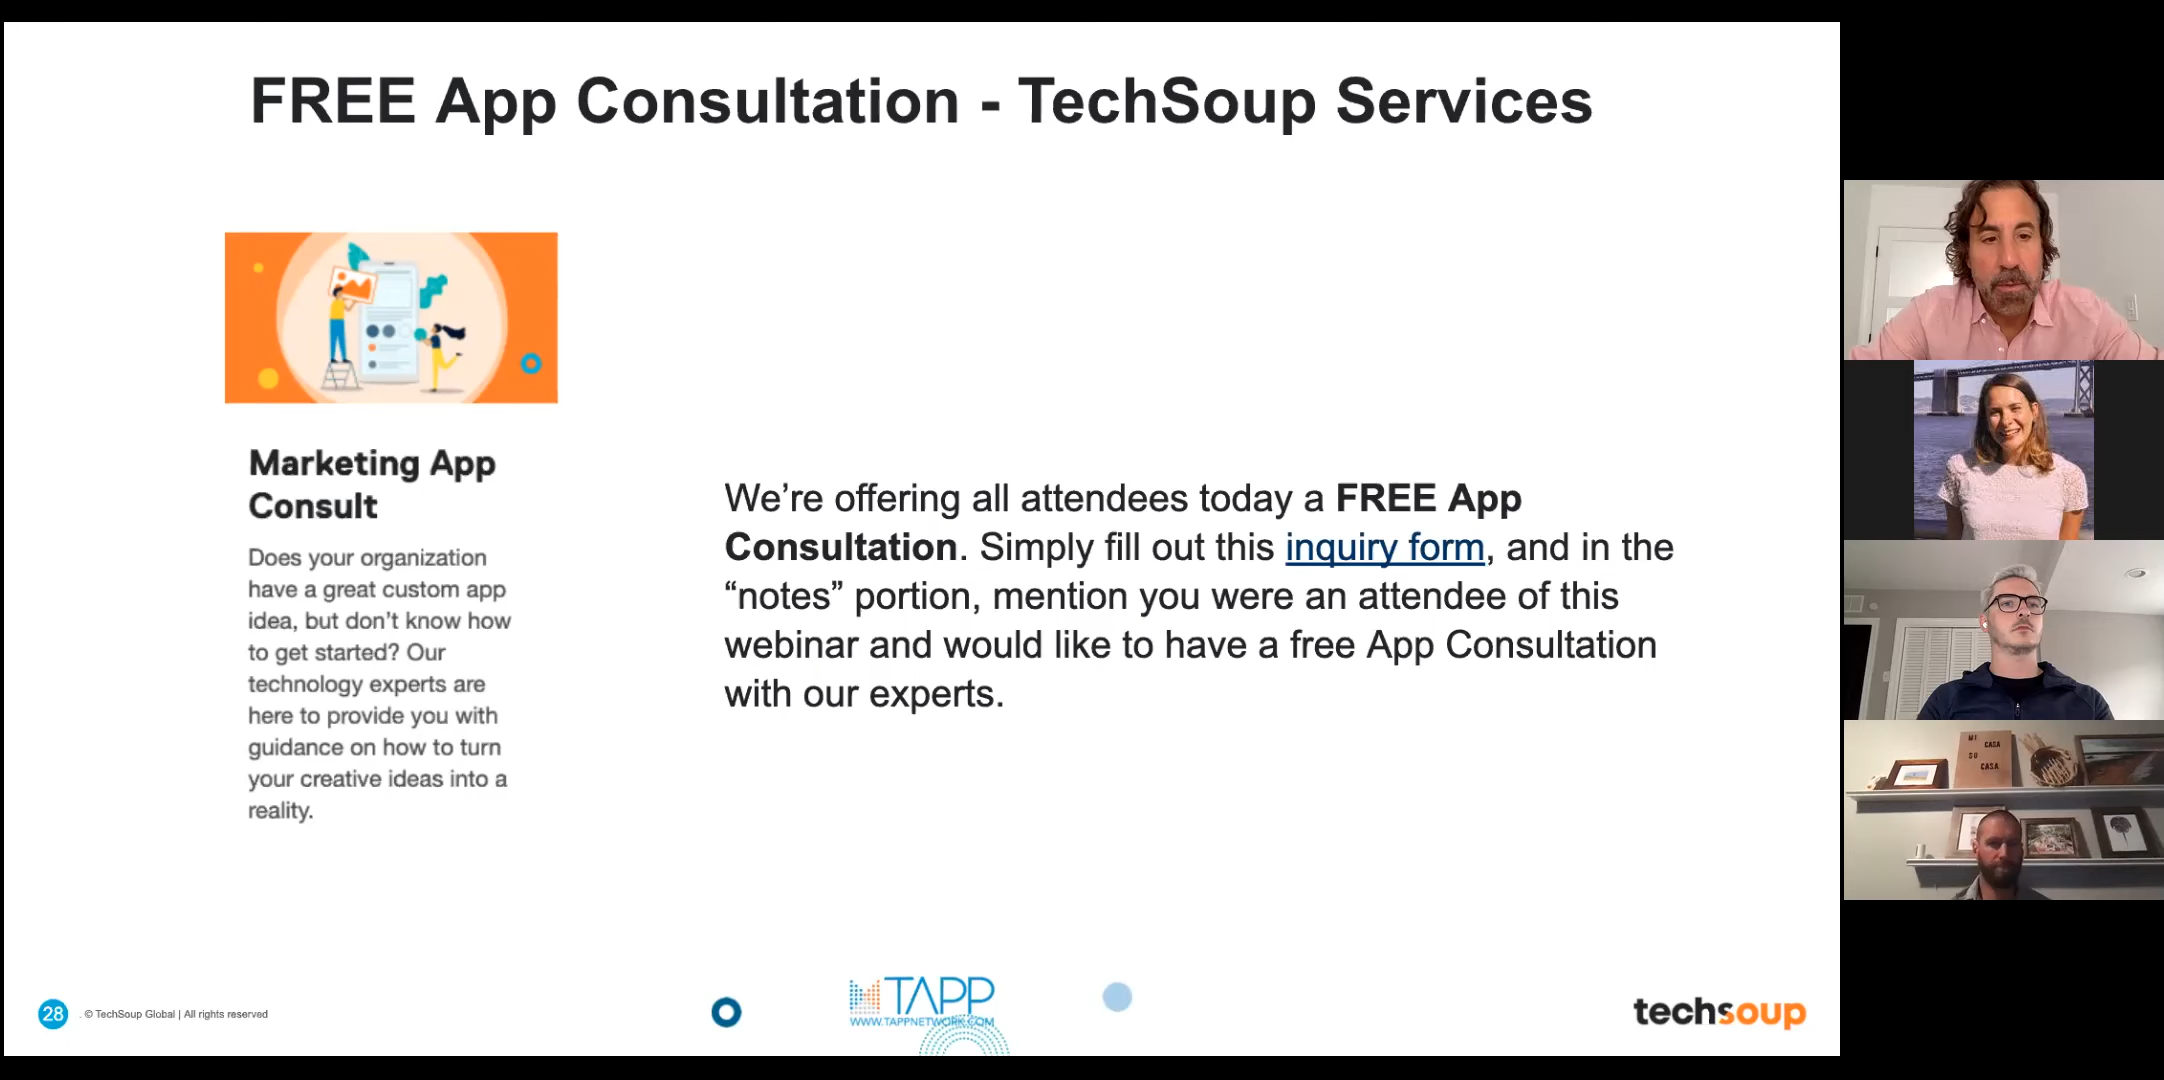 FREE App Consultation - TechSoup Services
Marketing App
Consult
Does your organization
have a great custom app
idea, but don't know how
to get started? Our
technology experts are
here to provide you with
guidance on how to turn
your creative ideas into a
reality.
We're offering all attendees today a FREE App
Consultation. Simply fill out this inquiry form, and in the
“notes” portion, mention you were an attendee of this
webinar and would like to have a free App Consultation
with our experts.
28 . © TechSoup Global | All rights reserved
TAPP
WWW.TAPPNETWORK.COM
techsoup
MI
CASA
SU
CASA